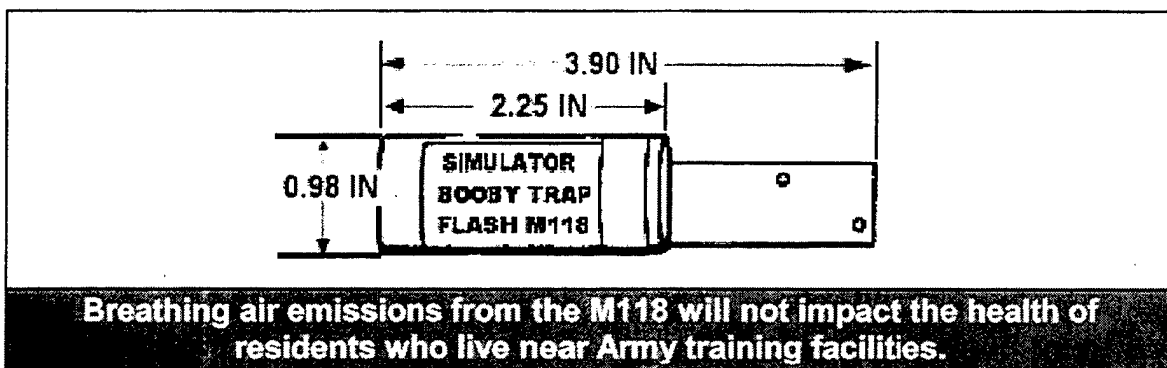 3.90 IN
2.25 IN
0.98 IN
SIMULATOR
BOOBY TRAP
FLASH M118
Breathing air emissions from the M118 will not impact the health of
residents who live near Army training facilities.